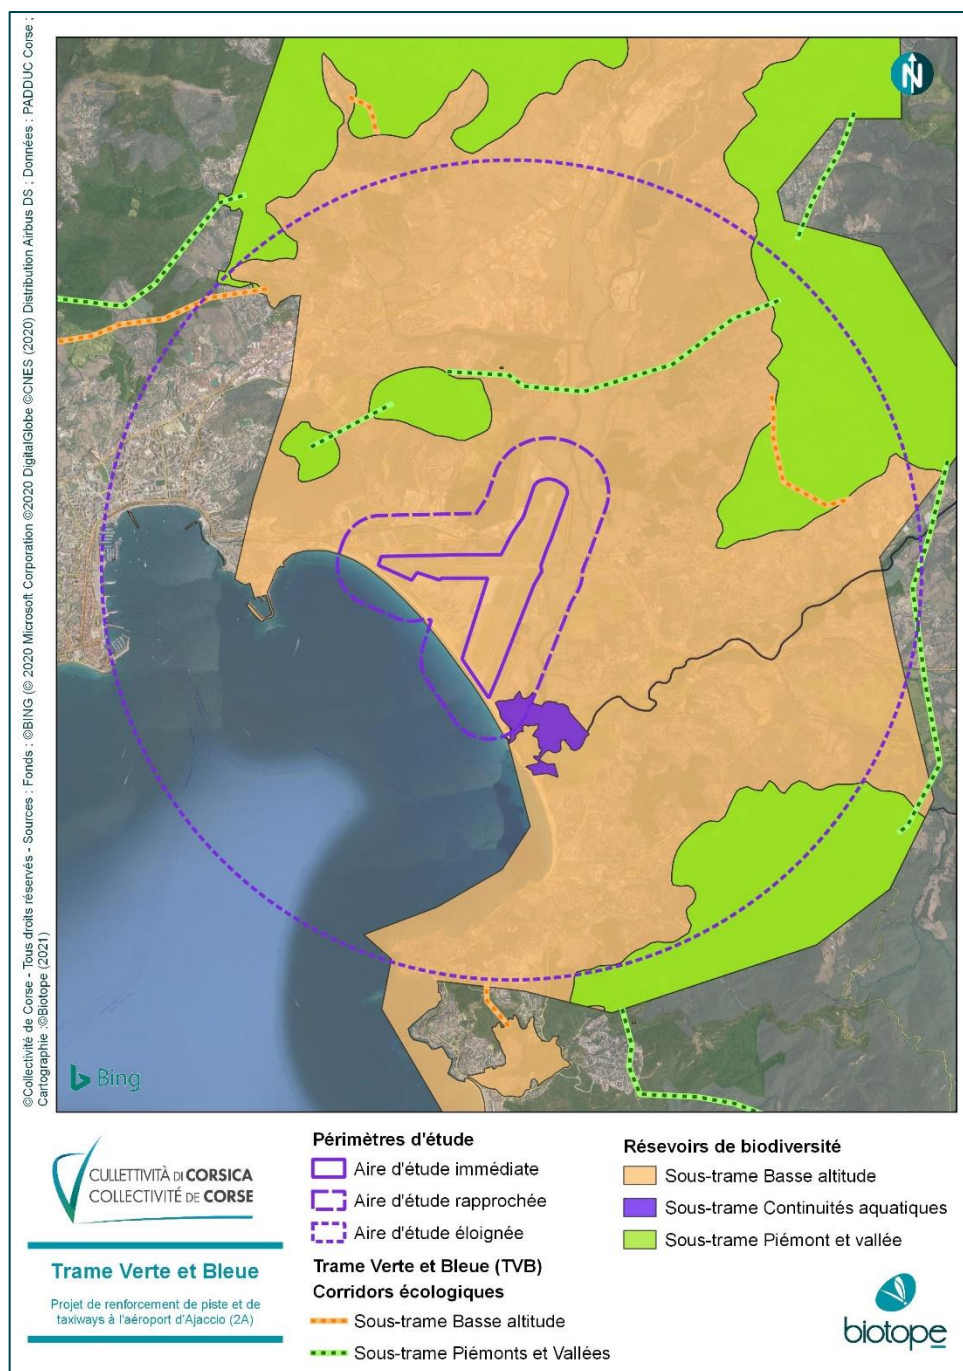 ©Collectivité de Corse - Tous droits réservés - Sources : Fonds : ©BING (© 2020 Microsoft Corporation ©2020 DigitalGlobe ©CNES (2020) Distribution Airbus DS ; Données : PADDUC Corse ;
Cartographie :©Biotope (2021)
N
Bing
CULLETTIVITÀ DI CORSICA
COLLECTIVITÉ DE CORSE
Trame Verte et Bleue
Projet de renforcement de piste et de
taxiways à l'aéroport d'Ajaccio (2A)
Périmètres d'étude
Aire d'étude immédiate
Aire d'étude rapprochée
Aire d'étude éloignée
Trame Verte et Bleue (TVB)
Corridors écologiques
Sous-trame Basse altitude
Sous-trame Piémonts et Vallées
Résevoirs de biodiversité
Sous-trame Basse altitude
Sous-trame Continuités aquatiques
Sous-trame Piémont et vallée
biotope